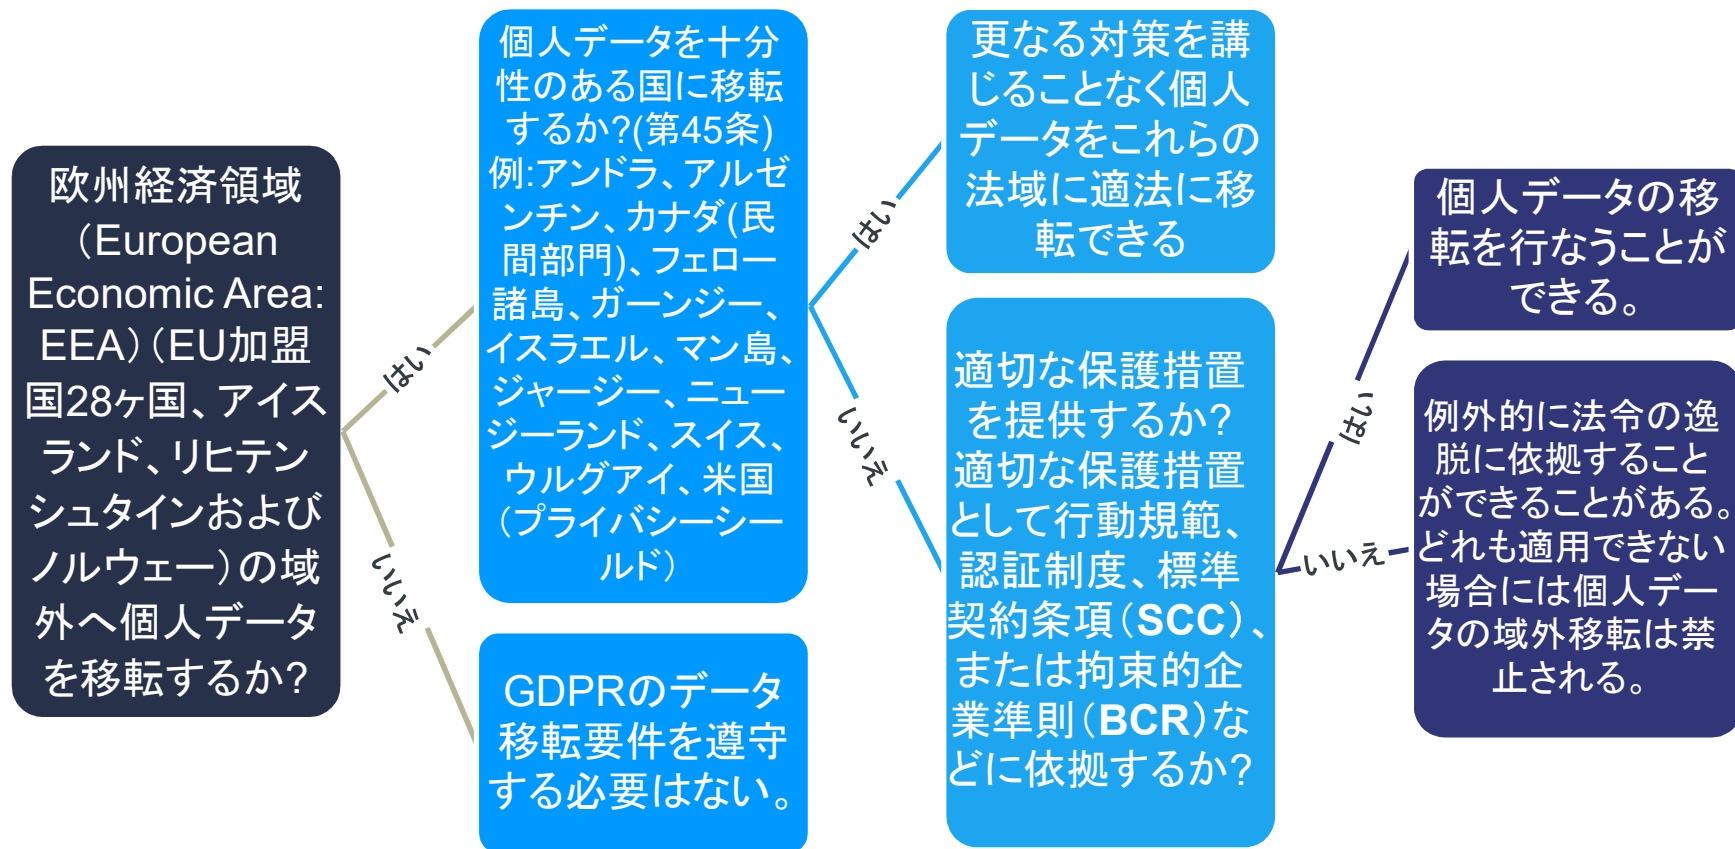 欧州経済領域
（European
Economic Area:
EEA）（EU加盟
国28ヶ国、アイス
ランド、リヒテン
シュタインおよび
ノルウェー）の域
外へ個人データ
を移転するか?
はい
いいえ
個人データを十分
性のある国に移転
するか?(第45条)
例:アンドラ、アルゼ
ンチン、カナダ(民
間部門)、フェロー
諸島、ガーンジー、
イスラエル、マン島、
ジャージー、ニュー
ジーランド、スイス、
ウルグアイ、米国
（プライバシーシー
ルド）
GDPRのデータ
移転要件を遵守
する必要はない。
はい
いいえ
更なる対策を講
じることなく個人
データをこれらの
法域に適法に移
転できる
適切な保護措置
を提供するか?
適切な保護措置
として行動規範、
認証制度、標準
契約条項（SCC）、
または拘束的企
業準則（BCR）な
どに依拠するか?
はい
いいえ
個人データの移
転を行なうことが
できる。
例外的に法令の逸
脱に依拠すること
ができることがある。
どれも適用できない
場合には個人デー
タの域外移転は禁
止される。